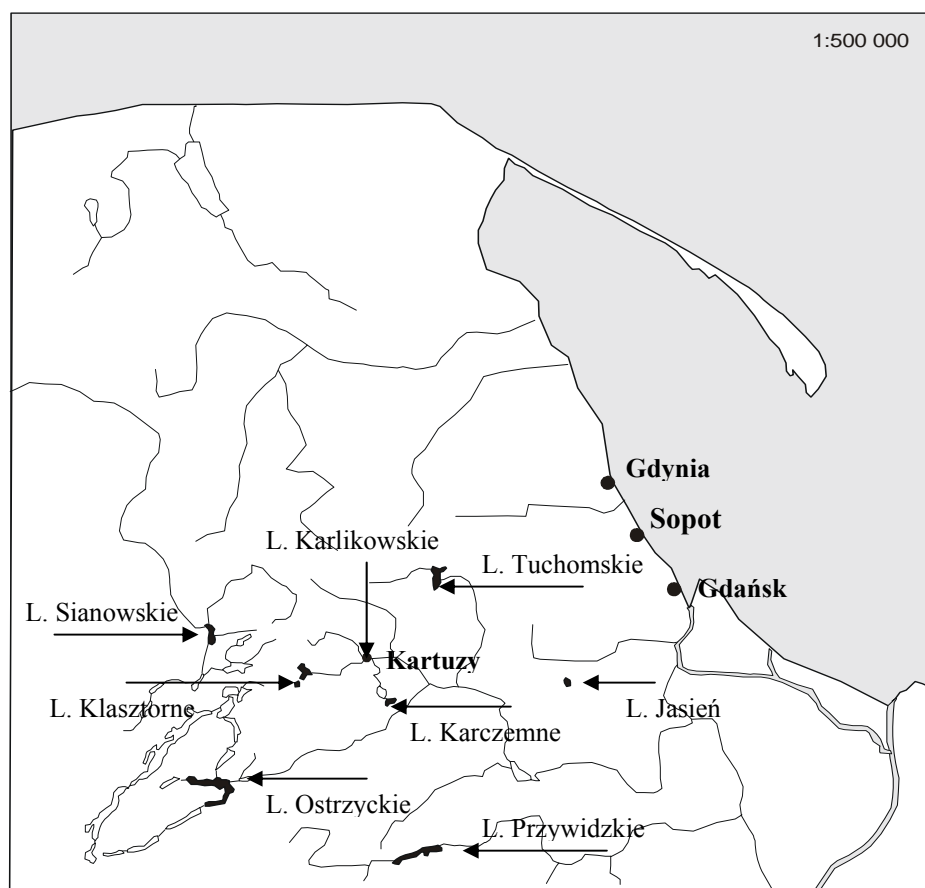 1:500 000
Gdynia
Sopot
L. Karlikowskie
L. Tuchomskie
Gdańsk
L. Sianowskie
Kartuzy
L. Klasztorne
L. Jasień
L. Karczemne
L. Ostrzyckie
L. Przywidzkie